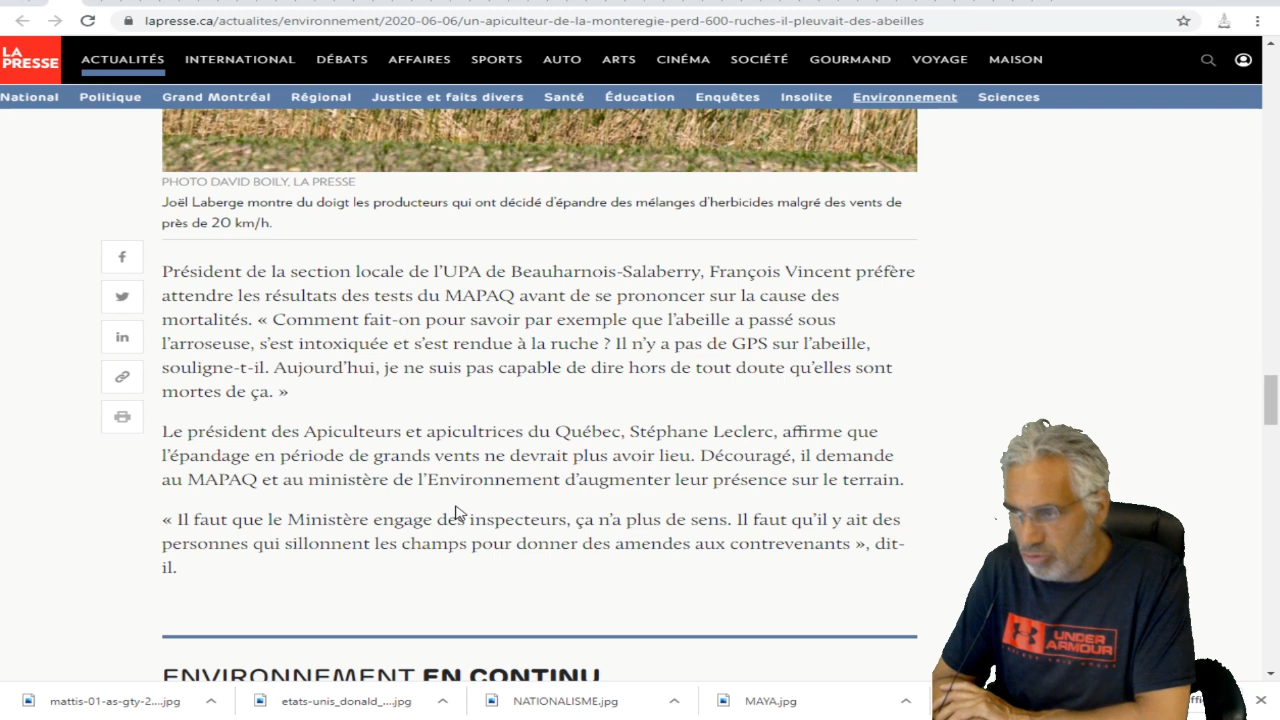 lapresse.ca/actualites/environnement/2020-06-06/un-apiculteur-de-la-monteregie-perd-600-ruches-il-pleuvait-des-abeilles
LA PRESSE
ACTUALITÉS INTERNATIONAL DÉBATS AFFAIRES SPORTS AUTO ARTS CINÉMA SOCIÉTÉ GOURMAND VOYAGE MAISON
National Politique Grand Montréal Régional Justice et faits divers Santé Éducation Enquêtes Insolite Environnement Sciences
PHOTO DAVID BOILY, LA PRESSE
Joël Laberge montre du doigt les producteurs qui ont décidé d'épandre des mélanges d'herbicides malgré des vents de
près de 20 km/h.
Président de la section locale de l'UPA de Beauharnois-Salaberry, François Vincent préfère
attendre les résultats des tests du MAPAQ avant de se prononcer sur la cause des
mortalités. « Comment fait-on pour savoir par exemple que l'abeille a passé sous
l'arroseuse, s'est intoxiquée et s'est rendue à la ruche ? Il n'y a pas de GPS sur l'abeille,
souligne-t-il. Aujourd'hui, je ne suis pas capable de dire hors de tout doute qu'elles sont
mortes de ça. »
Le président des Apiculteurs et apicultrices du Québec, Stéphane Leclerc, affirme que
l'épandage en période de grands vents ne devrait plus avoir lieu. Découragé, il demande
au MAPAQ et au ministère de l'Environnement d'augmenter leur présence sur le terrain.
« Il faut que le Ministère engage des inspecteurs, ça n'a plus de sens. Il faut qu'il y ait des
personnes qui sillonnent les champs pour donner des amendes aux contrevenants », dit-
il.
UNDER
ARMOUR
ENVIRONNEMENT EN CONTINU
mattis-01-as-gty-2....jpg etats-unis_donald_....jpg NATIONALISME.jpg MAYA.jpg